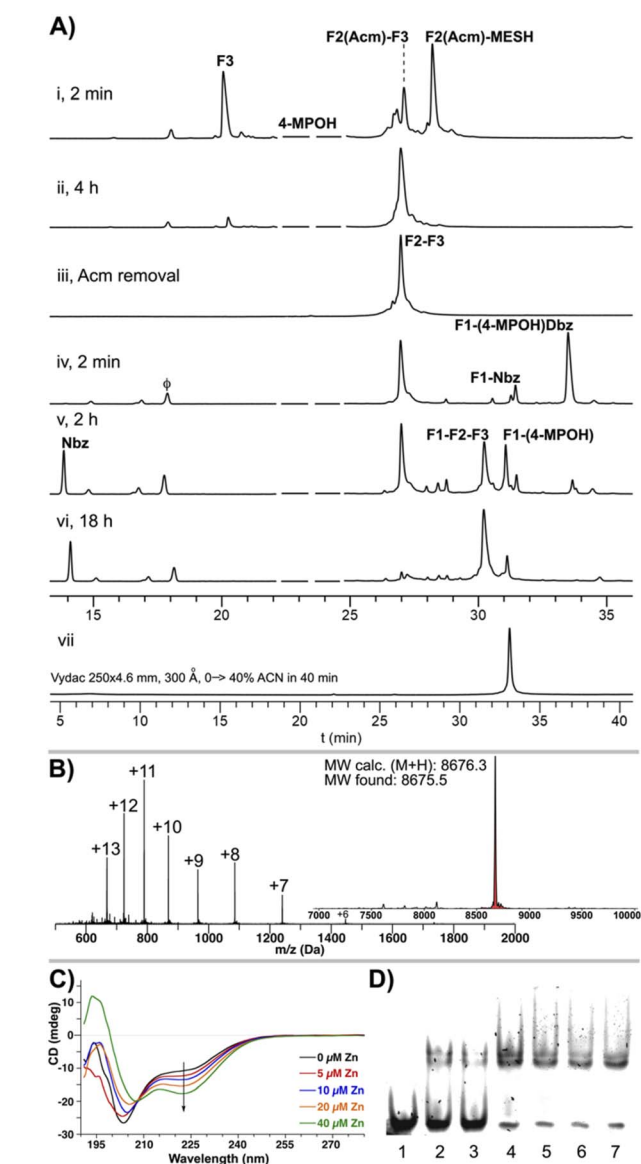 A)
F2(Acm)-F3 F2(Acm)-MESH
F3
i, 2 min
4-MPOH
ii, 4 h
F2-F3
iii, Acm removal
F1-(4-MPOH)Dbz
iv, 2 min
ϕ
F1-Nbz
v, 2 h
Nbz
F1-F2-F3 F1-(4-MPOH)
vi, 18 h
15 20 25 30 35
vii
Vydac 250x4.6 mm, 300 Å, 0–> 40% ACN in 40 min
5 10 15 20 25 30 35 40
t (min)
B)
MW calc. (M+H): 8676.3
MW found: 8675.5
+11
+12
+10
+13
+9
+8
+7
7000 +6 7500 8000 8500 9000 9500 10000
600 800 1000 1200 1400 1600 1800 2000
m/z (Da)
C)
CD (mdeg)
10
0
-10
-20
-30
0 µM Zn
5 µM Zn
10 µM Zn
20 µM Zn
40 µM Zn
195 210 225 240 255 270
Wavelength (nm)
D)
1 2 3 4 5 6 7